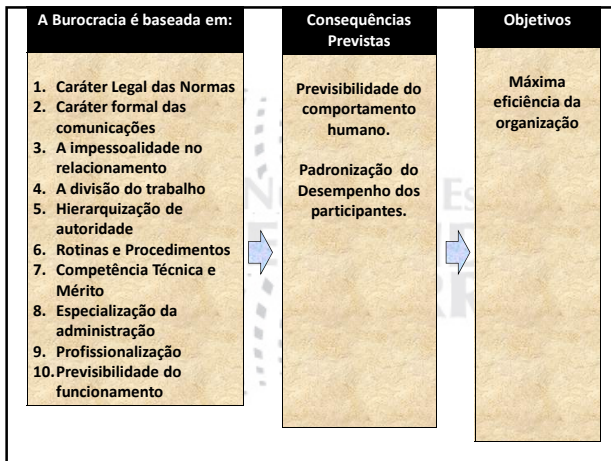 A Burocracia é baseada em:
1. Caráter Legal das Normas
2. Caráter formal das
comunicações
3. A impessoalidade no
relacionamento
4. A divisão do trabalho
5. Hierarquização de
autoridade
6. Rotinas e Procedimentos
7. Competência Técnica e
Mérito
8. Especialização da
administração
9. Profissionalização
10.Previsibilidade do
funcionamento
Consequências
Previstas
Previsibilidade do
comportamento
humano.
Padronização do
Desempenho dos
participantes.
Objetivos
Máxima
eficiência da
organização